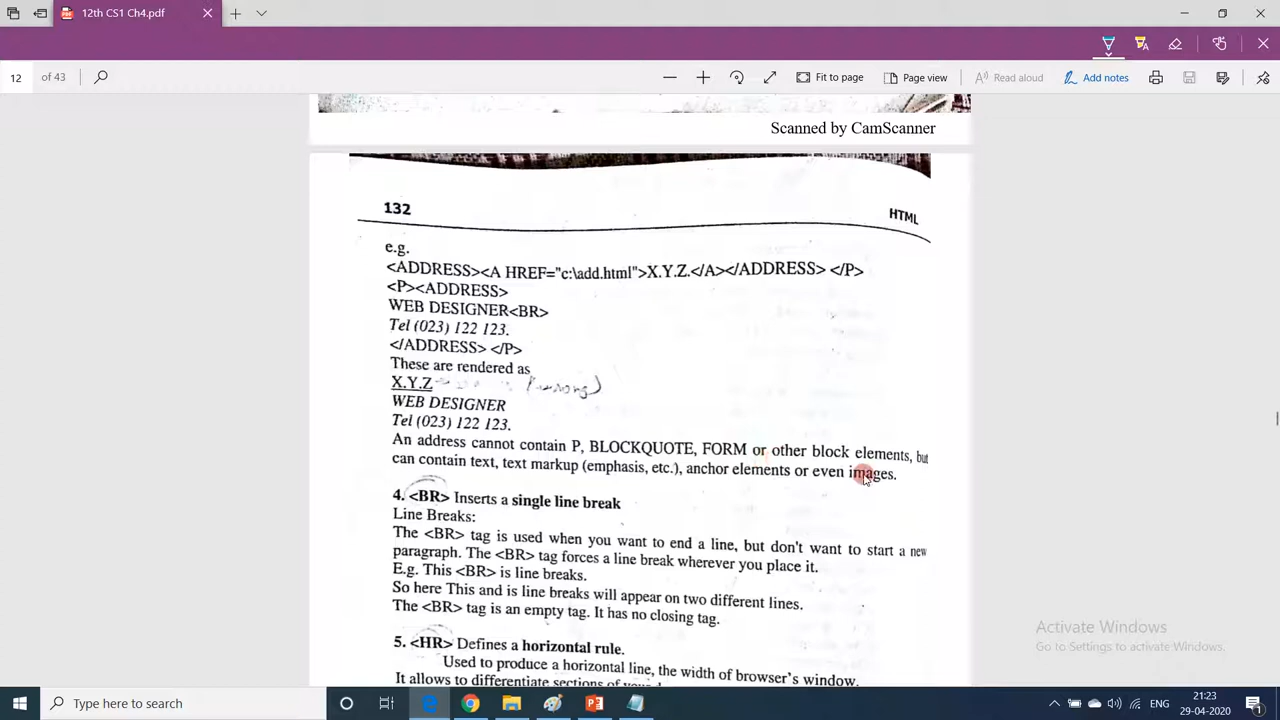 12th CS1 Ch4.pdf
12 of 43
Fit to page
Page view
Read aloud
Add notes
Scanned by CamScanner
132
HTML
e.g.
<ADDRESS><A HREF="c:\add.html">X.Y.Z.</A></ADDRESS> </P>
<P><ADDRESS>
WEB DESIGNER<BR>
Tel (023) 122 123.
</ADDRESS> </P>
These are rendered as
X.Y.Z
WEB DESIGNER
Tel (023) 122 123.
An address cannot contain P, BLOCKQUOTE, FORM or other block elements, but
can contain text, text markup (emphasis, etc.), anchor elements or even images.
4. <BR> Inserts a single line break
Line Breaks:
The <BR> tag is used when you want to end a line, but don't want to start a new
paragraph. The <BR> tag forces a line break wherever you place it.
E.g. This <BR> is line breaks.
So here This and is line breaks will appear on two different lines.
The <BR> tag is an empty tag. It has no closing tag.
5. <HR> Defines a horizontal rule.
Used to produce a horizontal line, the width of browser's window.
It allows to differentiate sections of
Activate Windows
Go to Settings to activate Windows.
Type here to search
ENG
21:23
29-04-2020